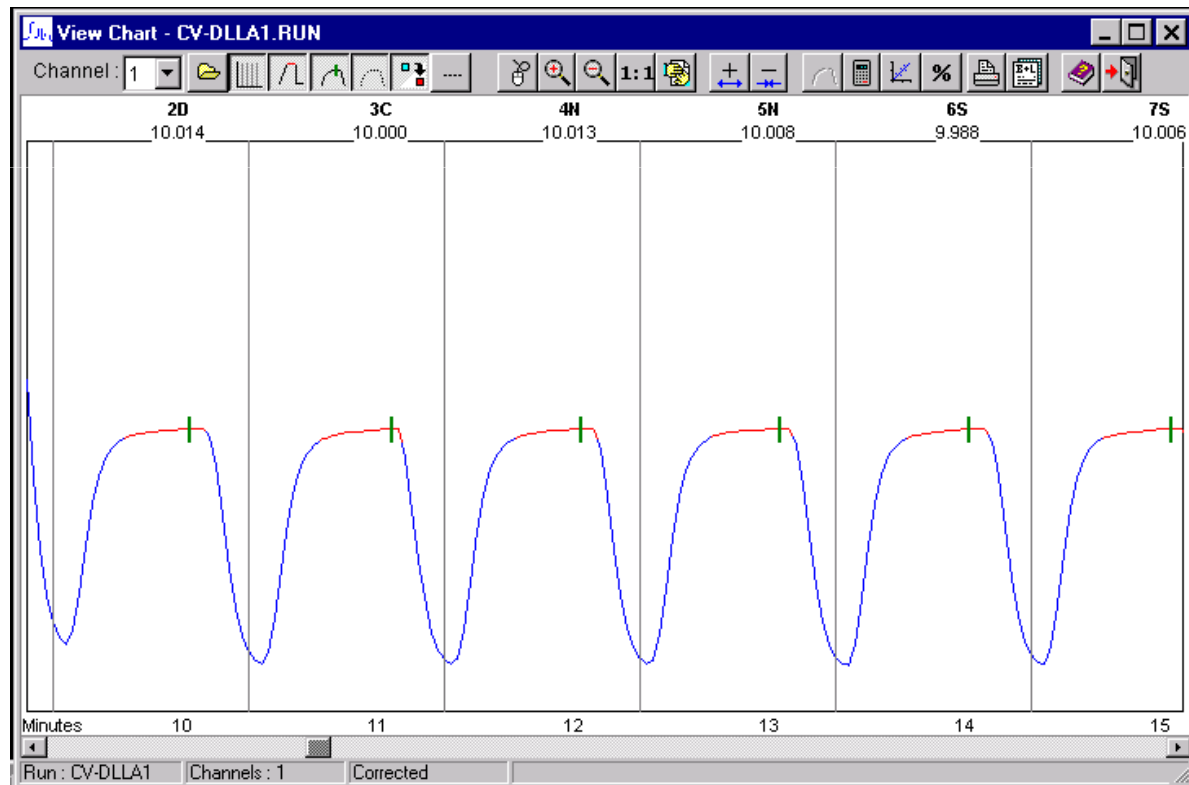 View Chart - CV-DLLA1.RUN
Channel : 1 1:1 %
2D 3C 4N 5N 6S 7S
10.014 10.000 10.013 10.008 9.988 10.006
Minutes 10 11 12 13 14 15
Run : CV-DLLA1 Channels : 1 Corrected